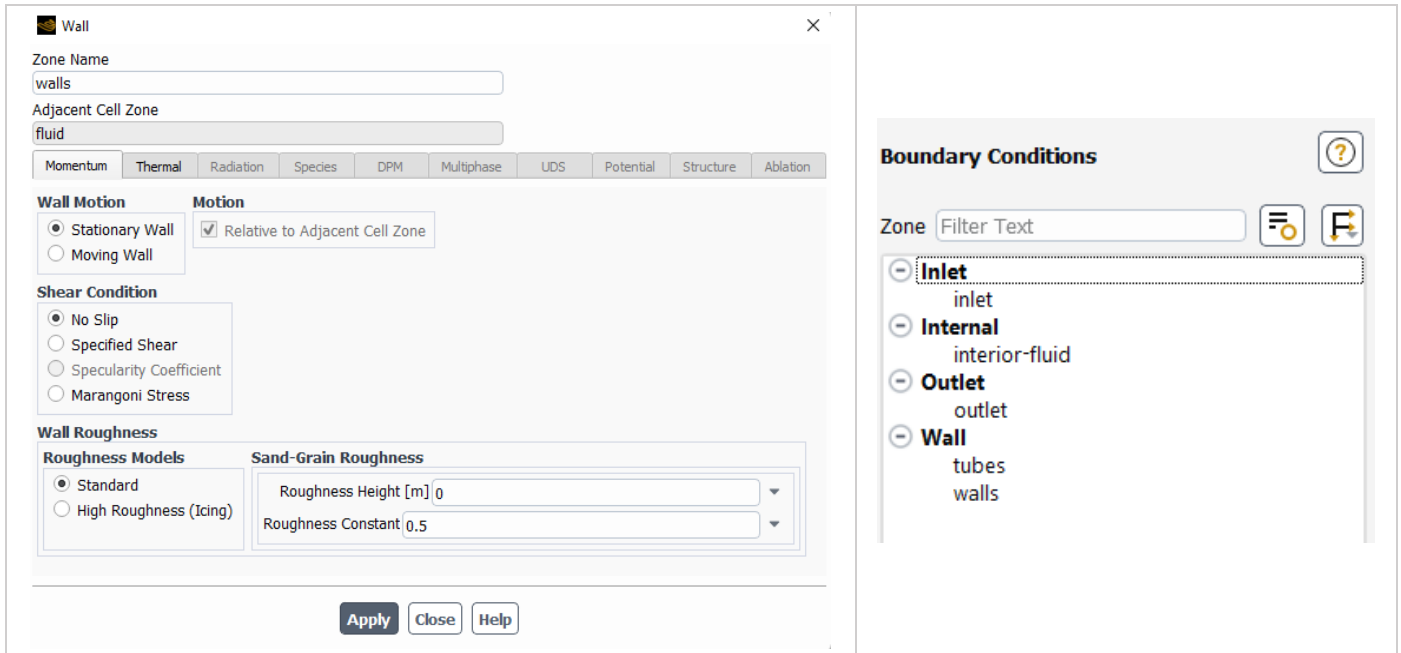 Wall
Zone Name
walls
Adjacent Cell Zone
fluid
Momentum Thermal Radiation Species DPM Multiphase UDS Potential Structure Ablation
Wall Motion Motion
Stationary Wall Relative to Adjacent Cell Zone
Moving Wall
Shear Condition
No Slip
Specified Shear
Specularity Coefficient
Marangoni Stress
Wall Roughness
Roughness Models Sand-Grain Roughness
Standard Roughness Height [m] 0
High Roughness (Icing) Roughness Constant 0.5
Apply Close Help
Boundary Conditions
Zone Filter Text
Inlet
inlet
Internal
interior-fluid
Outlet
outlet
Wall
tubes
walls